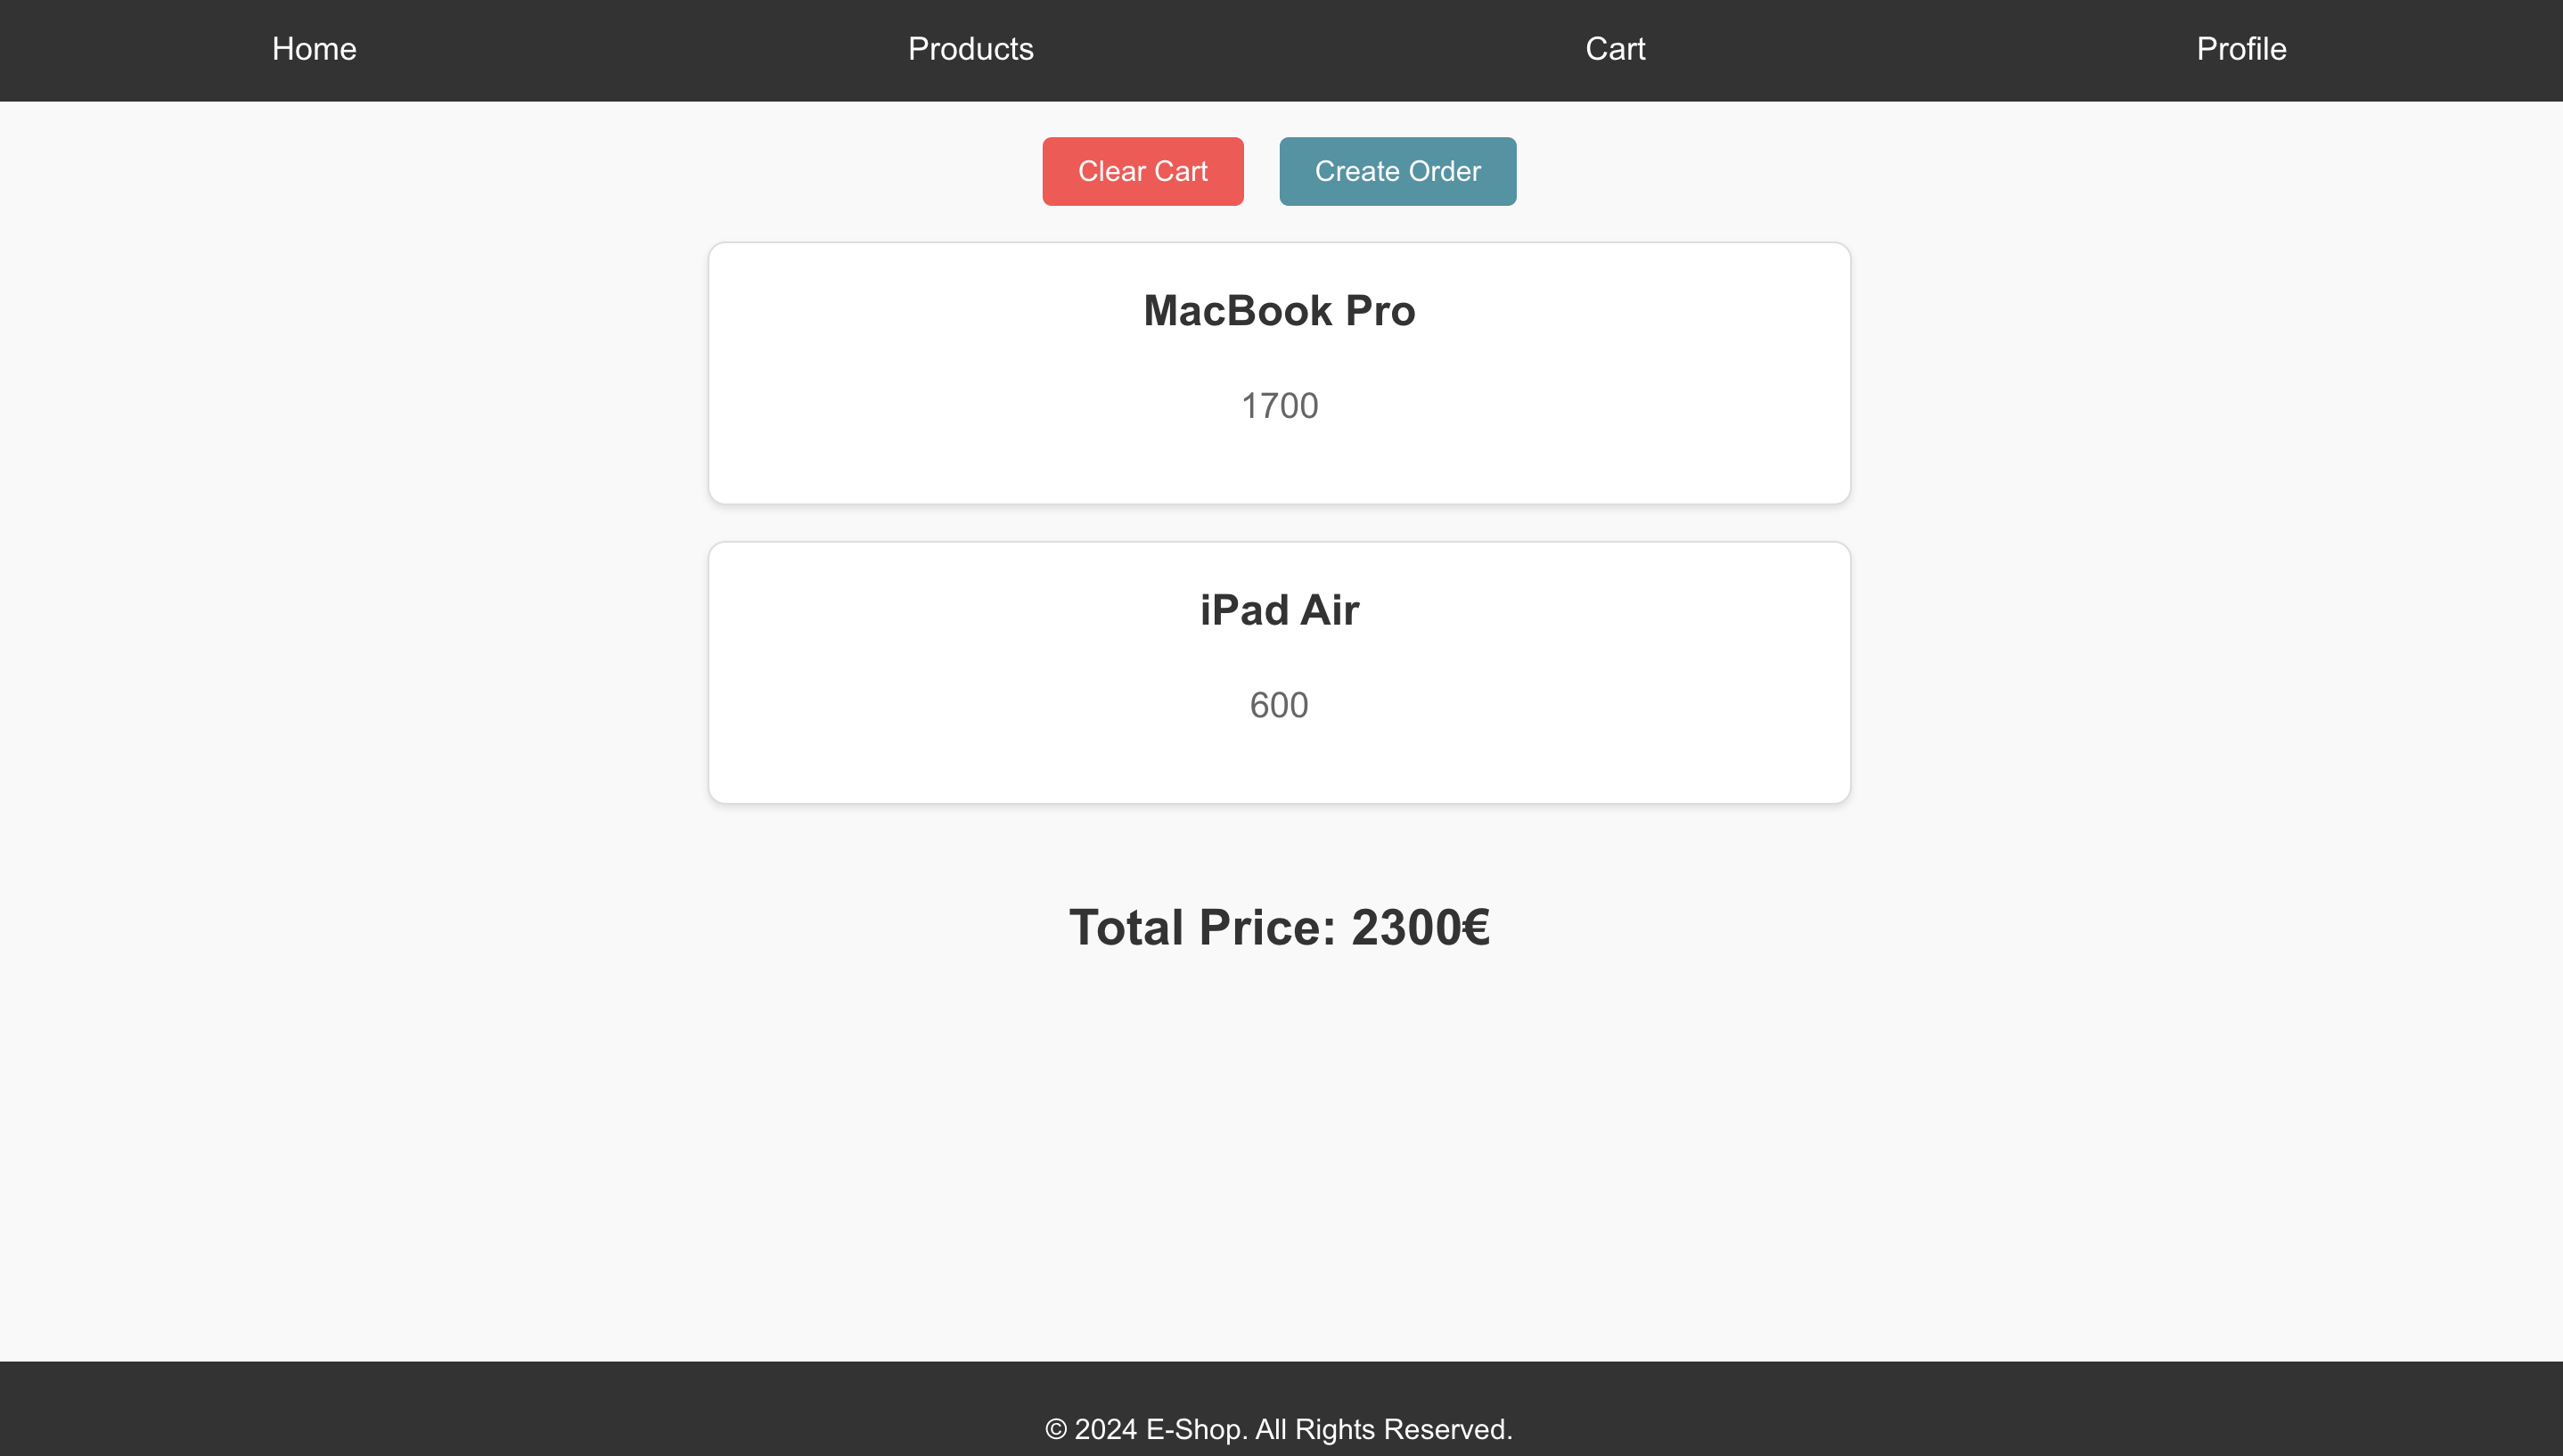 Home Products Cart Profile
Clear Cart Create Order
MacBook Pro
1700
iPad Air
600
Total Price: 2300€
© 2024 E-Shop. All Rights Reserved.